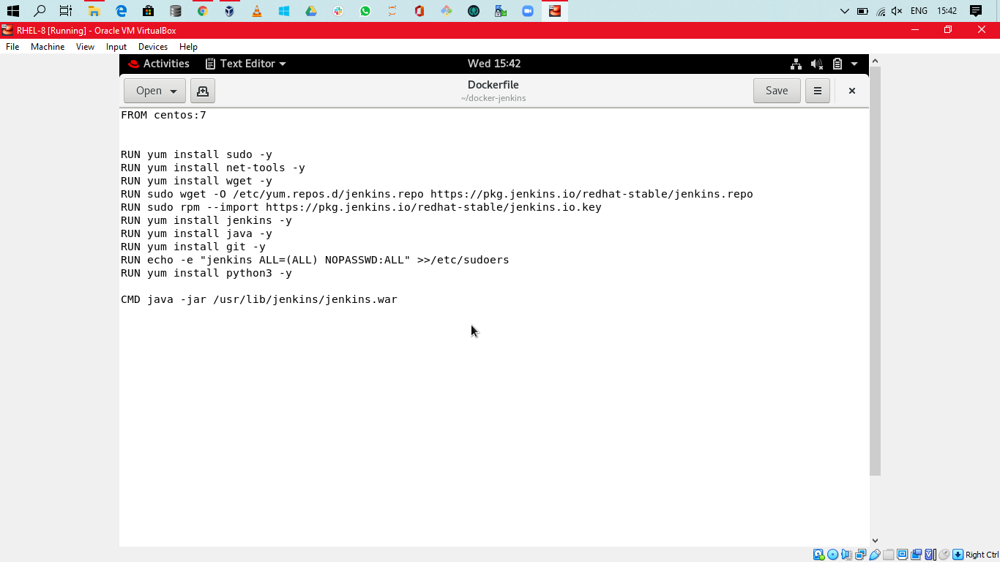 ENG 15:42
RHEL-8 [Running] - Oracle VM VirtualBox
File Machine View Input Devices Help
Activities Text Editor Wed 15:42
Open Dockerfile Save
~/docker-jenkins
FROM centos:7
RUN yum install sudo -y
RUN yum install net-tools -y
RUN yum install wget -y
RUN sudo wget -O /etc/yum.repos.d/jenkins.repo https://pkg.jenkins.io/redhat-stable/jenkins.repo
RUN sudo rpm --import https://pkg.jenkins.io/redhat-stable/jenkins.io.key
RUN yum install jenkins -y
RUN yum install java -y
RUN yum install git -y
RUN echo -e "jenkins ALL=(ALL) NOPASSWD:ALL" >>/etc/sudoers
RUN yum install python3 -y
CMD java -jar /usr/lib/jenkins/jenkins.war
Right Ctrl